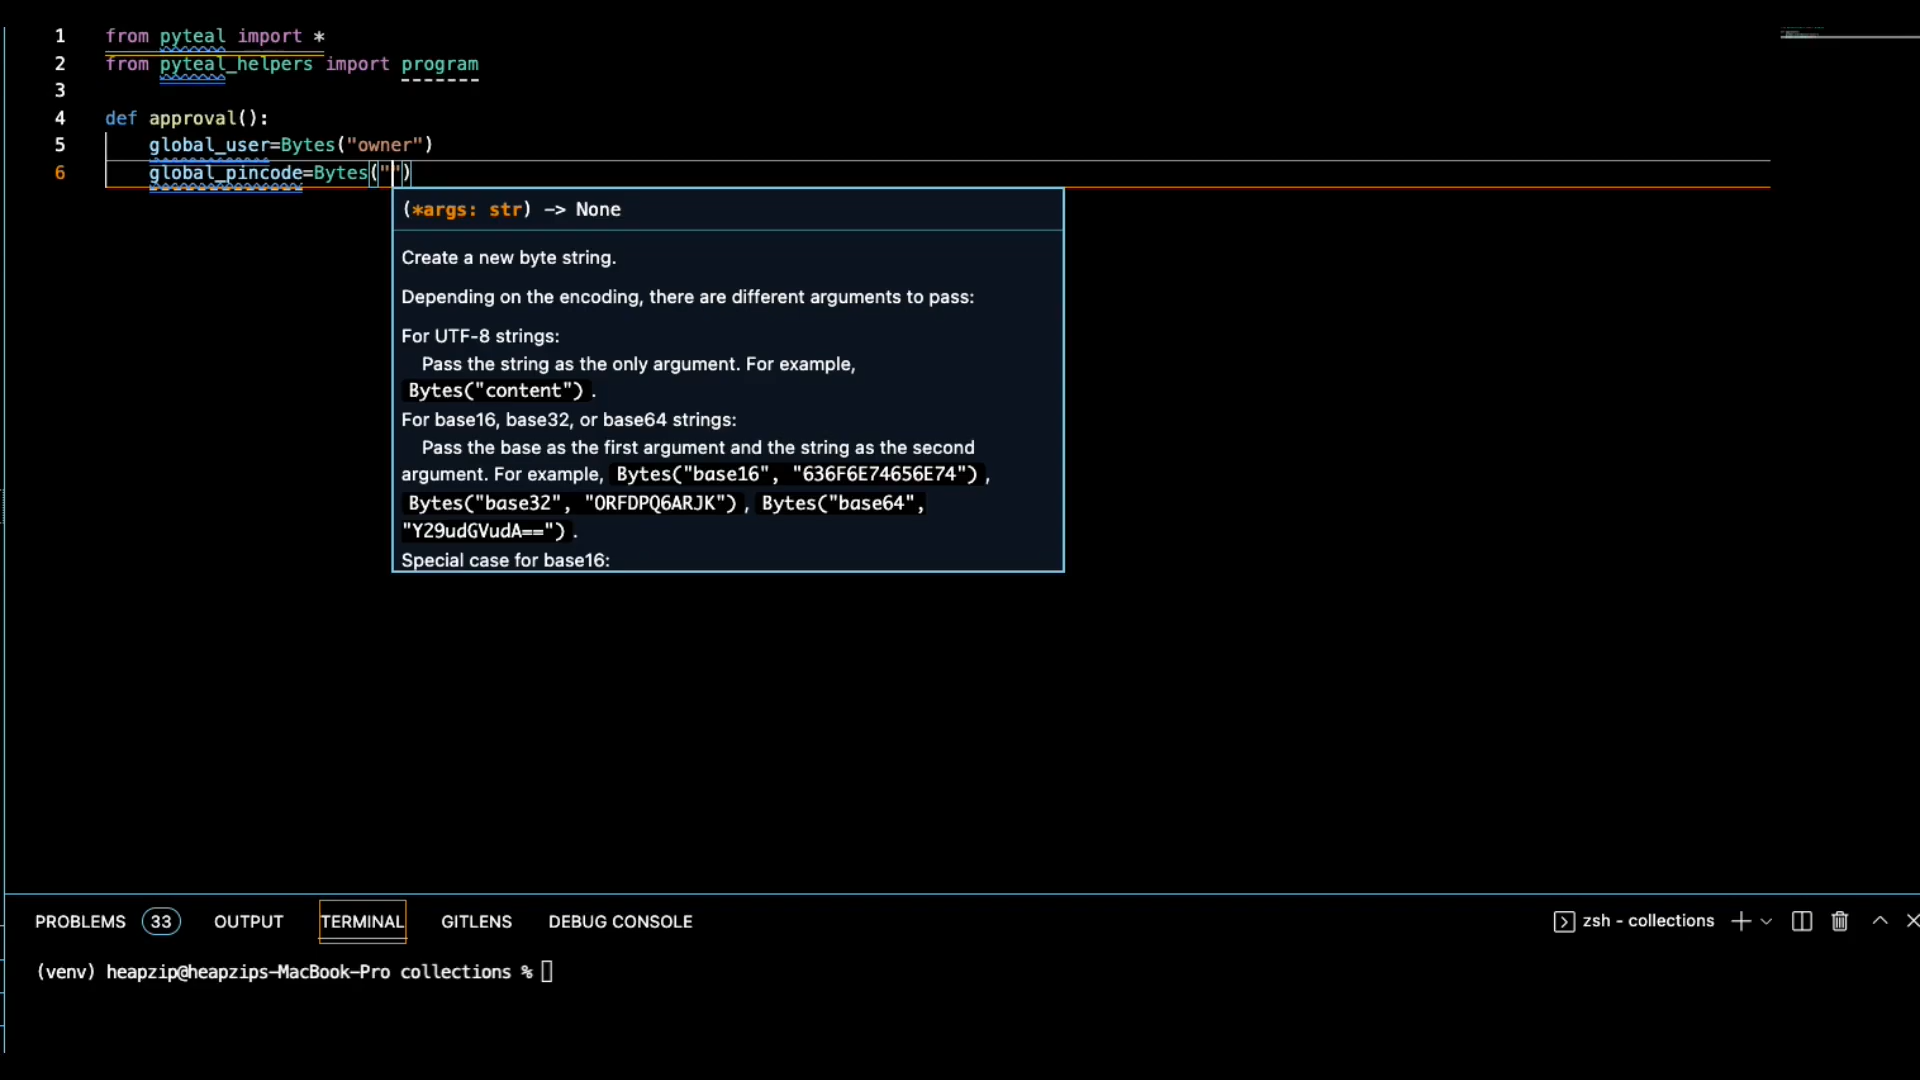 1 from pyteal import *
2 from pyteal_helpers import program
3
4 def approval():
5 global_user=Bytes("owner")
6 global_pincode=Bytes("")
(*args: str) -> None
Create a new byte string.
Depending on the encoding, there are different arguments to pass:
For UTF-8 strings:
Pass the string as the only argument. For example,
Bytes("content").
For base16, base32, or base64 strings:
Pass the base as the first argument and the string as the second
argument. For example, Bytes("base16", "636F6E74656E74"),
Bytes("base32", "ORFDPQ6ARJK"), Bytes("base64",
"Y29udGVudA==").
Special case for base16:
PROBLEMS 33 OUTPUT TERMINAL GITLENS DEBUG CONSOLE zsh - collections
(venv) heapzip@heapzips-MacBook-Pro collections %